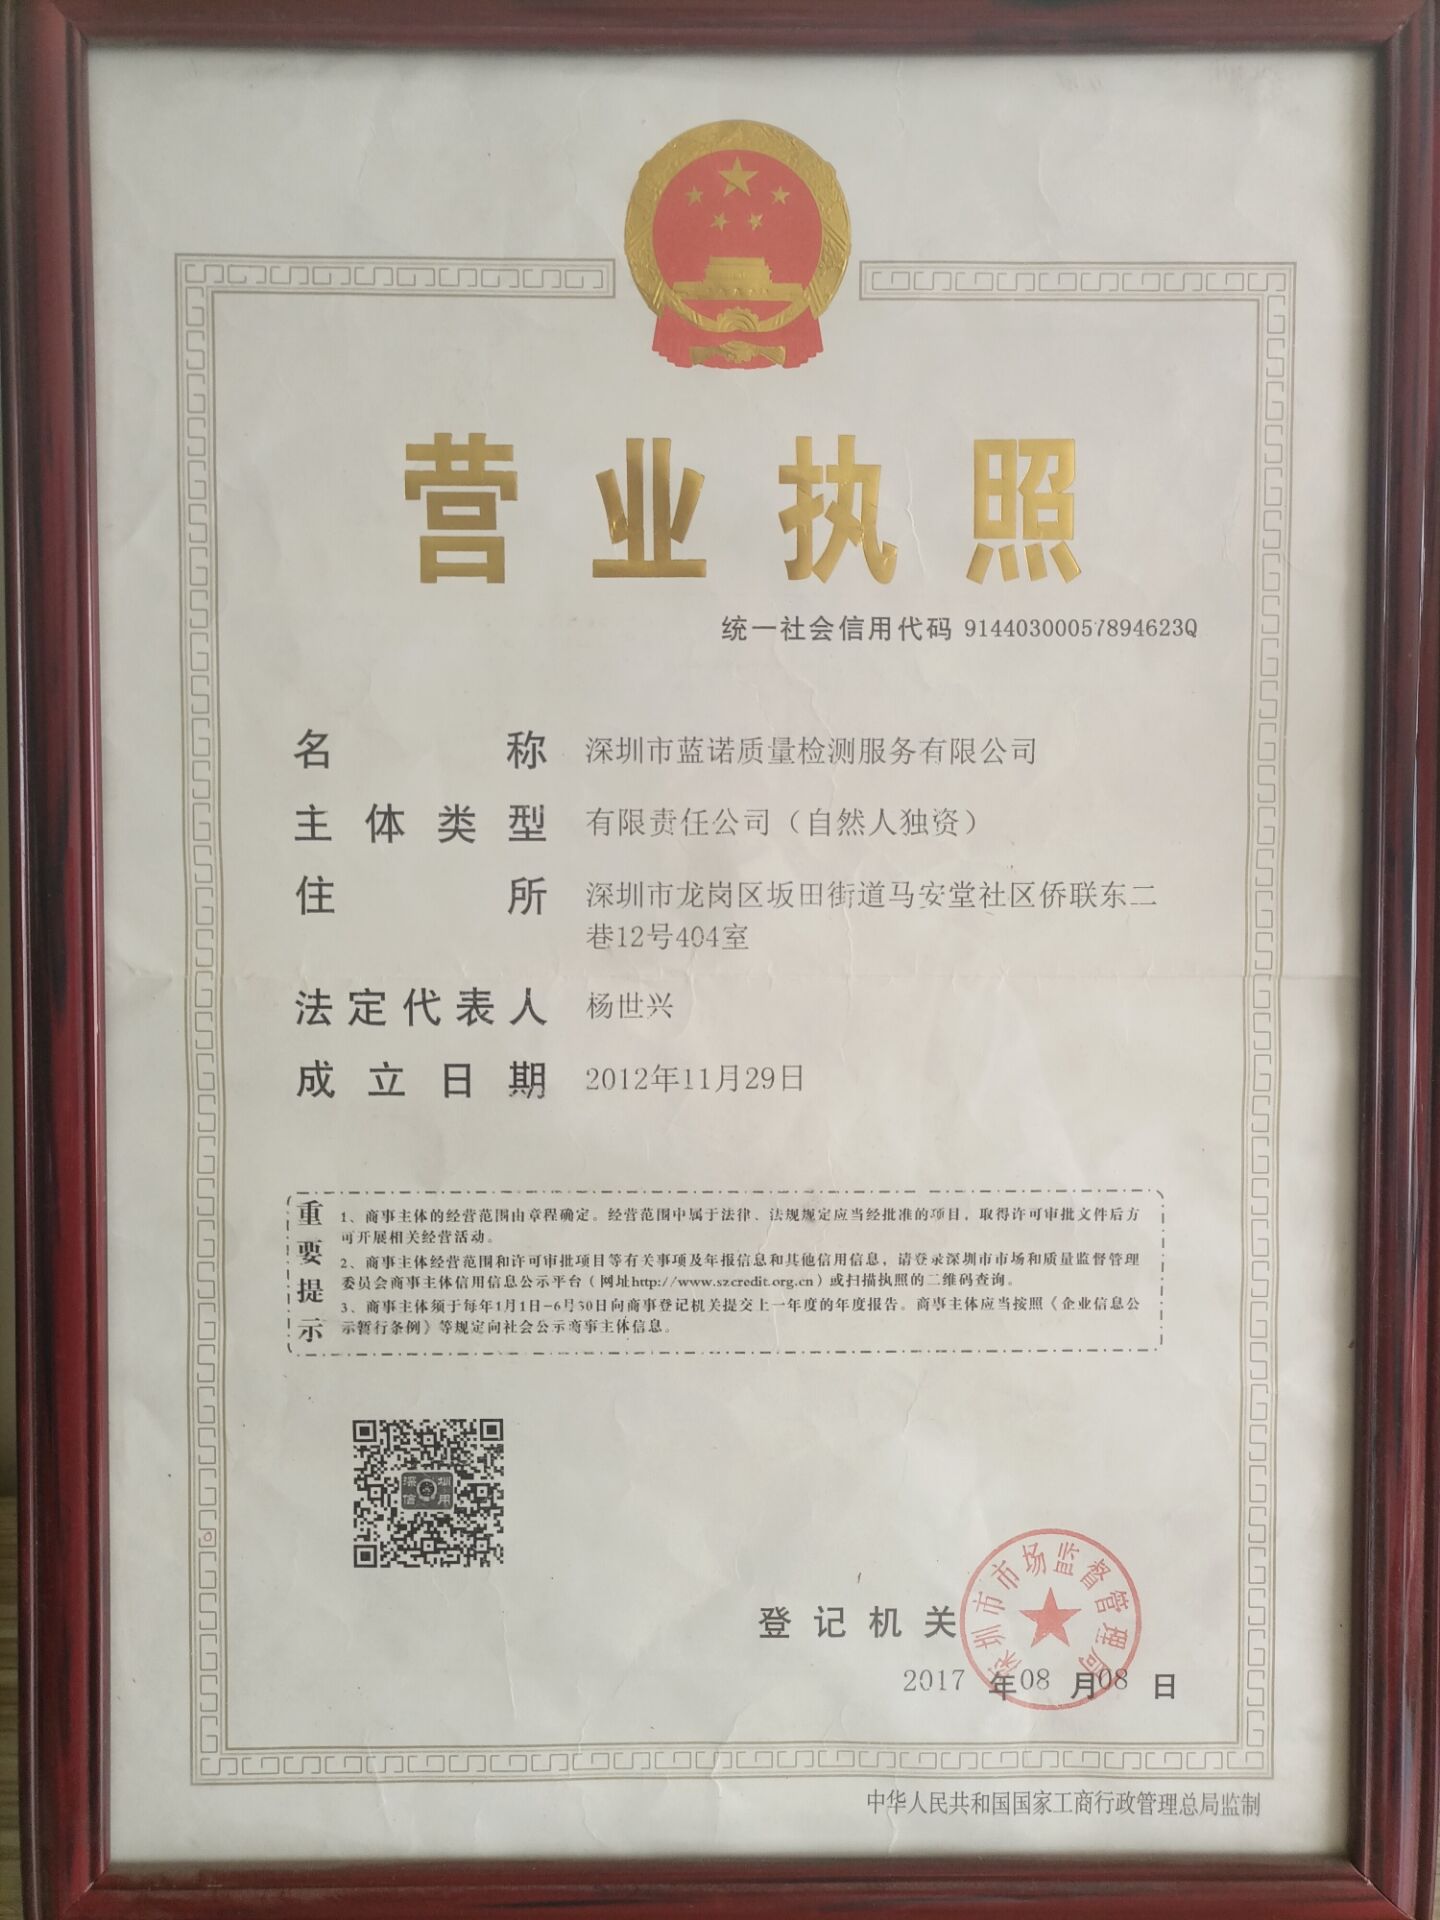 营业执照
统一社会信用代码 91440300057894623Q
名称 深圳市蓝诺质量检测服务有限公司
主体类型 有限责任公司（自然人独资）
住所 深圳市龙岗区坂田街道马安堂社区侨联东二
巷12号404室
法定代表人 杨世兴
成立日期 2012年11月29日
重要提示
1、商事主体的经营范围由章程确定。经营范围中属于法律、法规规定应当经批准的项目，取得许可审批文件后方
可开展相关经营活动。
2、商事主体经营范围和许可审批项目等有关事项及年报信息和其他信用信息，请登录深圳市市场和质量监督管理
委员会商事主体信用信息公示平台（网址http://www.szcredit.org.cn）或扫描执照的二维码查询。
3、商事主体须于每年1月1日-6月30日向商事登记机关提交上一年度的年度报告。商事主体应当按照《企业信息公
示暂行条例》等规定向社会公示商事主体信息。
深圳
信用
登记机关
深圳市市场监督管理局
2017 年08 月08 日
中华人民共和国国家工商行政管理总局监制